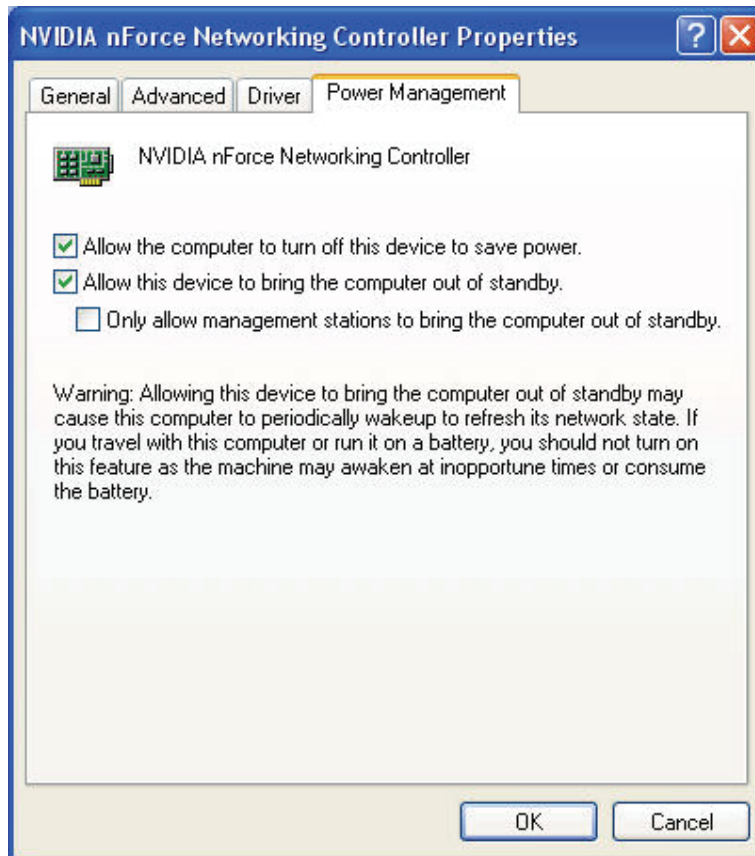 NVIDIA nForce Networking Controller Properties
General
Advanced
Driver
Power Management
NVIDIA nForce Networking Controller
Allow the computer to turn off this device to save power.
Allow this device to bring the computer out of standby.
Only allow management stations to bring the computer out of standby.
Warning: Allowing this device to bring the computer out of standby may
cause this computer to periodically wakeup to refresh its network state. If
you travel with this computer or run it on a battery, you should not turn on
this feature as the machine may awaken at inopportune times or consume
the battery.
OK
Cancel